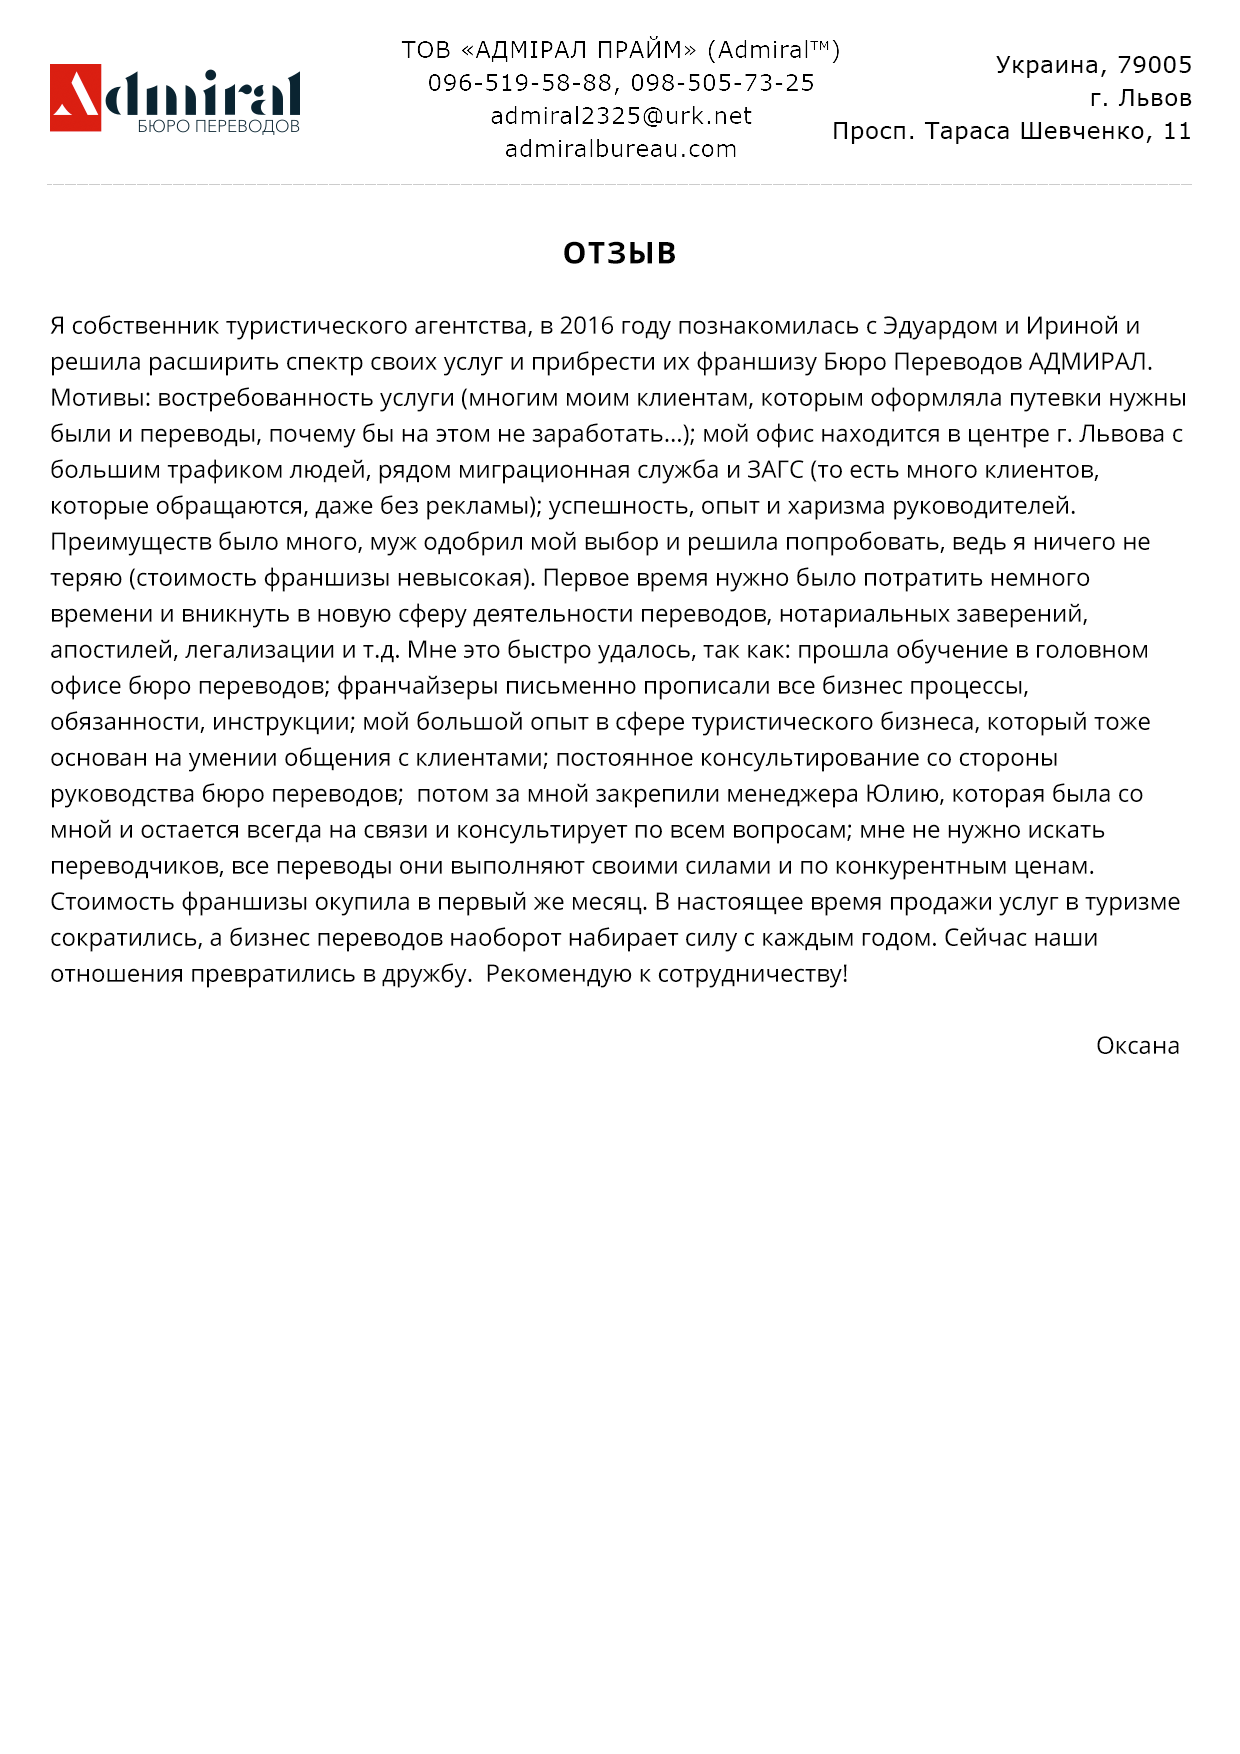 Admiral
БЮРО ПЕРЕВОДОВ
ТОВ «АДМІРАЛ ПРАЙМ» (Admiral™)
096-519-58-88, 098-505-73-25
admiral2325@urk.net
admiralbureau.com
Украина, 79005
г. Львов
Просп. Тараса Шевченко, 11
ОТЗЫВ
Я собственник туристического агентства, в 2016 году познакомилась с Эдуардом и Ириной и
решила расширить спектр своих услуг и прибрести их франшизу Бюро Переводов АДМИРАЛ.
Мотивы: востребованность услуги (многим моим клиентам, которым оформляла путевки нужны
были и переводы, почему бы на этом не заработать...); мой офис находится в центре г. Львова с
большим трафиком людей, рядом миграционная служба и ЗАГС (то есть много клиентов,
которые обращаются, даже без рекламы); успешность, опыт и харизма руководителей.
Преимуществ было много, муж одобрил мой выбор и решила попробовать, ведь я ничего не
теряю (стоимость франшизы невысокая). Первое время нужно было потратить немного
времени и вникнуть в новую сферу деятельности переводов, нотариальных заверений,
апостилей, легализации и т.д. Мне это быстро удалось, так как: прошла обучение в головном
офисе бюро переводов; франчайзеры письменно прописали все бизнес процессы,
обязанности, инструкции; мой большой опыт в сфере туристического бизнеса, который тоже
основан на умении общения с клиентами; постоянное консультирование со стороны
руководства бюро переводов;  потом за мной закрепили менеджера Юлию, которая была со
мной и остается всегда на связи и консультирует по всем вопросам; мне не нужно искать
переводчиков, все переводы они выполняют своими силами и по конкурентным ценам.
Стоимость франшизы окупила в первый же месяц. В настоящее время продажи услуг в туризме
сократились, а бизнес переводов наоборот набирает силу с каждым годом. Сейчас наши
отношения превратились в дружбу.  Рекомендую к сотрудничеству!
Оксана